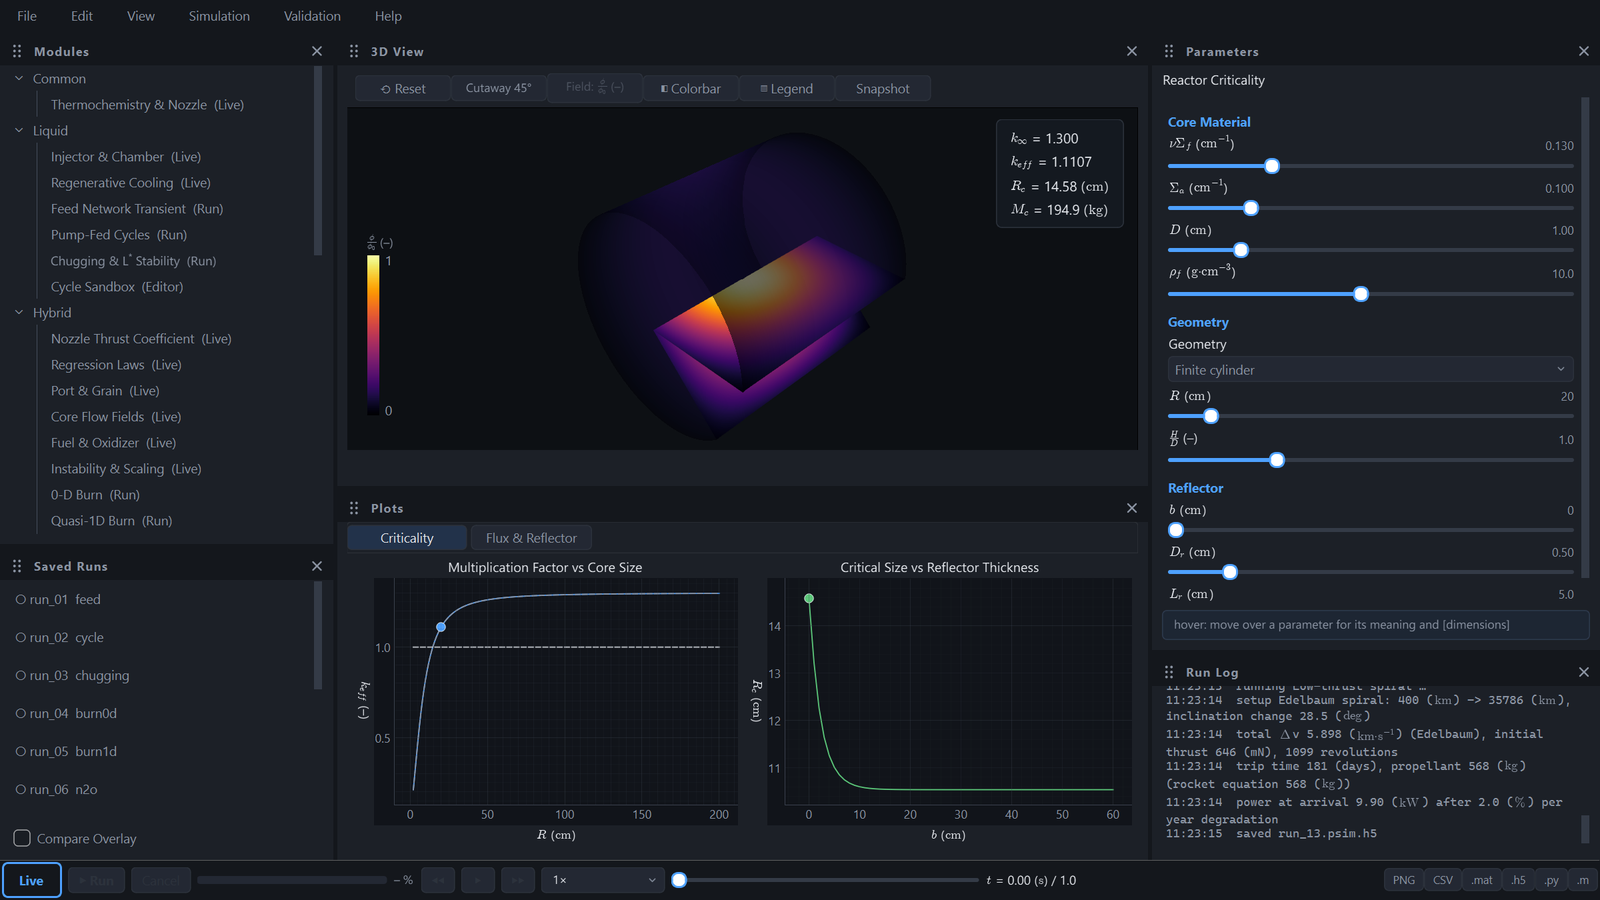 File Edit View Simulation Validation Help
Modules
Common
Thermochemistry & Nozzle (Live)
Liquid
Injector & Chamber (Live)
Regenerative Cooling (Live)
Feed Network Transient (Run)
Pump-Fed Cycles (Run)
Chugging & L* Stability (Run)
Cycle Sandbox (Editor)
Hybrid
Nozzle Thrust Coefficient (Live)
Regression Laws (Live)
Port & Grain (Live)
Core Flow Fields (Live)
Fuel & Oxidizer (Live)
Instability & Scaling (Live)
0-D Burn (Run)
Quasi-1D Burn (Run)
Saved Runs
run_01 feed
run_02 cycle
run_03 chugging
run_04 burn0d
run_05 burn1d
run_06 n2o
Compare Overlay
3D View
Reset Cutaway 45° Field: (–) Colorbar Legend Snapshot
k∞ = 1.300
keff = 1.1107
Rc = 14.58 (cm)
Mc = 194.9 (kg)
(–)
1
0
Plots
Criticality Flux & Reflector
Multiplication Factor vs Core Size
keff (–)
1.0
0.5
0 50 100 150 200
R (cm)
Critical Size vs Reflector Thickness
Rc (cm)
14
13
12
11
0 10 20 30 40 50 60
b (cm)
Parameters
Reactor Criticality
Core Material
νΣf (cm⁻¹) 0.130
Σa (cm⁻¹) 0.100
D (cm) 1.00
ρf (g·cm⁻³) 10.0
Geometry
Geometry
Finite cylinder
R (cm) 20
H/D (–) 1.0
Reflector
b (cm) 0
Dr (cm) 0.50
Lr (cm) 5.0
hover: move over a parameter for its meaning and [dimensions]
Run Log
11:23:13 running Low-thrust spiral …
11:23:14 setup Edelbaum spiral: 400 (km) -> 35786 (km),
inclination change 28.5 (deg)
11:23:14 total Δv 5.898 (km·s⁻¹) (Edelbaum), initial
thrust 646 (mN), 1099 revolutions
11:23:14 trip time 181 (days), propellant 568 (kg)
(rocket equation 568 (kg))
11:23:14 power at arrival 9.90 (kW) after 2.0 (%) per
year degradation
11:23:15 saved run_13.psim.h5
Live Run Cancel – % 1× t = 0.00 (s) / 1.0 PNG CSV .mat .h5 .py .m